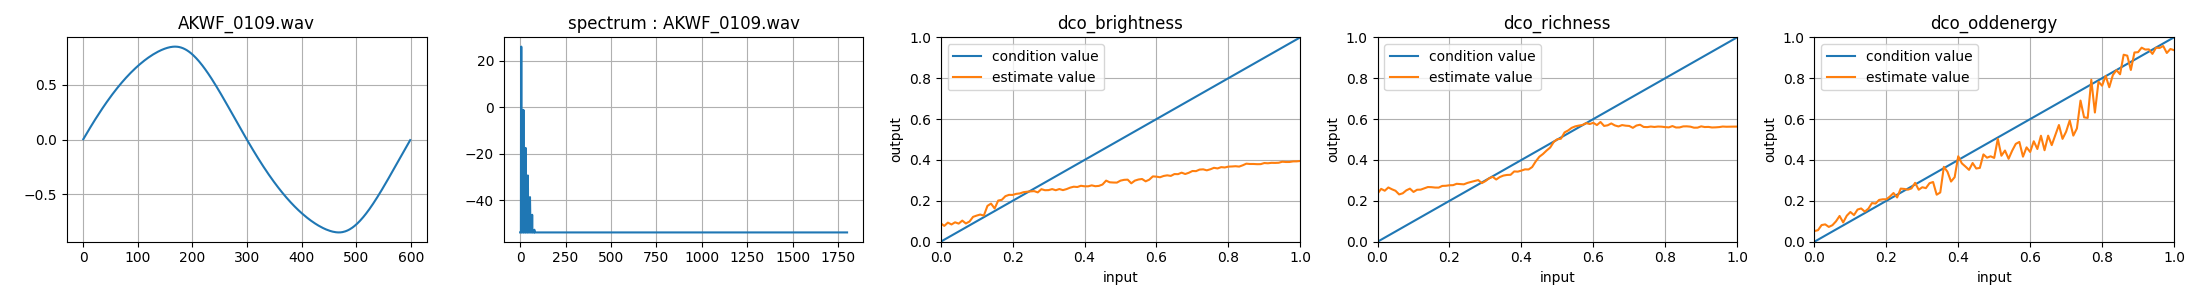 AKWF_0109.wav
0.5
0.0
−0.5
0 100 200 300 400 500 600
spectrum : AKWF_0109.wav
20
0
−20
−40
0 250 500 750 1000 1250 1500 1750
dco_brightness
condition value
estimate value
output
1.0
0.8
0.6
0.4
0.2
0.0
0.0 0.2 0.4 0.6 0.8 1.0
input
dco_richness
condition value
estimate value
output
1.0
0.8
0.6
0.4
0.2
0.0
0.0 0.2 0.4 0.6 0.8 1.0
input
dco_oddenergy
condition value
estimate value
output
1.0
0.8
0.6
0.4
0.2
0.0
0.0 0.2 0.4 0.6 0.8 1.0
input